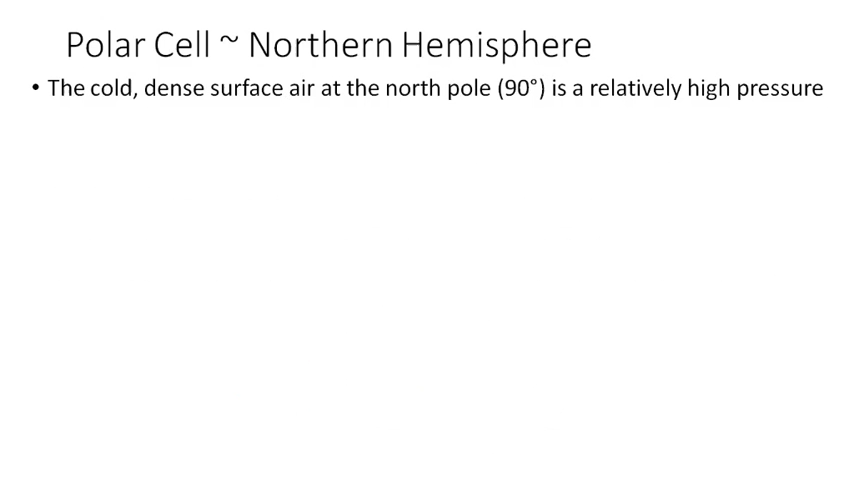 Polar Cell ~ Northern Hemisphere
• The cold, dense surface air at the north pole (90°) is a relatively high pressure